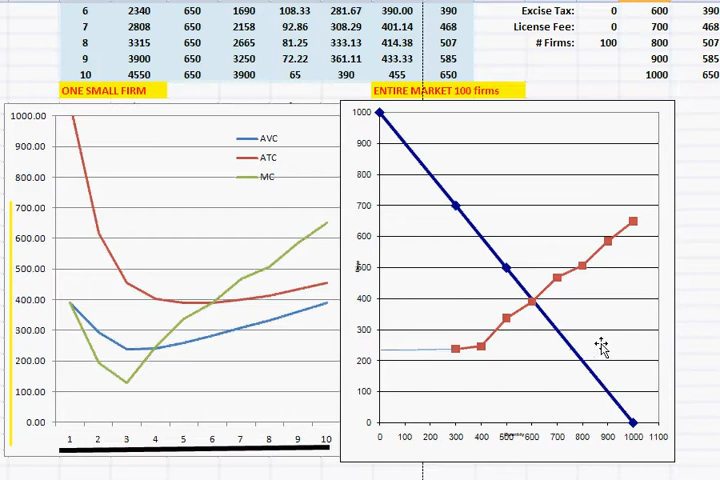 6 2340 650 1690 108.33 281.67 390.00 390 Excise Tax: 0 600 390
7 2808 650 2158 92.86 308.29 401.14 468 License Fee: 0 700 468
8 3315 650 2665 81.25 333.13 414.38 507 # Firms: 100 800 507
9 3900 650 3250 72.22 361.11 433.33 585 900 585
10 4550 650 3900 65 390 455 650 1000 650
ONE SMALL FIRM ENTIRE MARKET 100 firms
1000.00
900.00
800.00
700.00
600.00
500.00
400.00
300.00
200.00
100.00
0.00
1 2 3 4 5 6 7 8 9 10
AVC
ATC
MC
1000
900
800
700
600
500
400
300
200
100
0
0 100 200 300 400 500 600 700 800 900 1000 1100